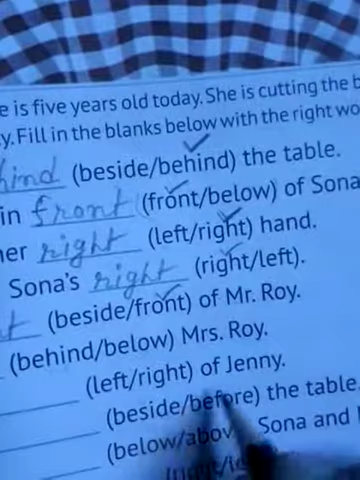 e is five years old today. She is cutting the b
y. Fill in the blanks below with the right wo
hind (beside/behind) the table.
in front (front/below) of Sona
her right (left/right) hand.
Sona's right (right/left).
t (beside/front) of Mr. Roy.
(behind/below) Mrs. Roy.
(left/right) of Jenny.
(beside/before) the table.
(below/abov Sona and